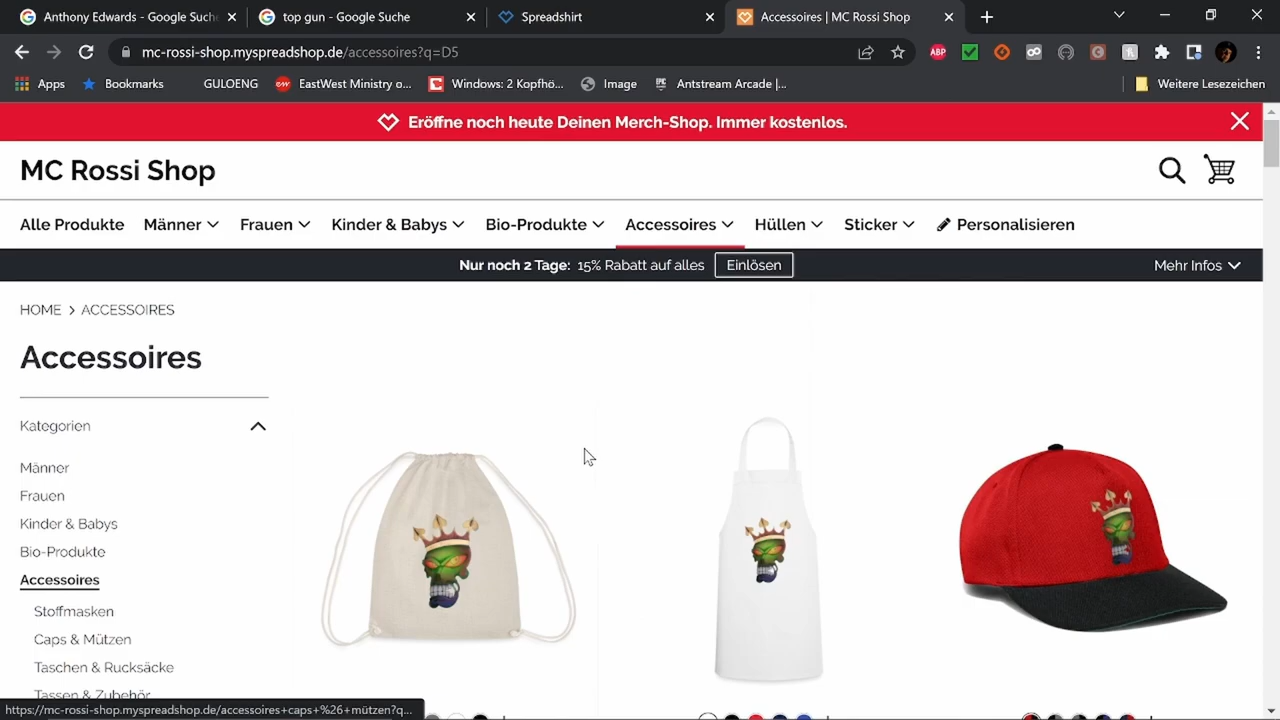 Anthony Edwards - Google Suche
top gun - Google Suche
Spreadshirt
Accessoires | MC Rossi Shop
mc-rossi-shop.myspreadshop.de/accessoires?q=D5
ABP
Apps
Bookmarks
GULOENG
EastWest Ministry o...
Windows: 2 Kopfhö...
Image
Antstream Arcade |...
Weitere Lesezeichen
Eröffne noch heute Deinen Merch-Shop. Immer kostenlos.
MC Rossi Shop
Alle Produkte
Männer
Frauen
Kinder & Babys
Bio-Produkte
Accessoires
Hüllen
Sticker
Personalisieren
Nur noch 2 Tage: 15% Rabatt auf alles
Einlösen
Mehr Infos
HOME > ACCESSOIRES
Accessoires
Kategorien
Männer
Frauen
Kinder & Babys
Bio-Produkte
Accessoires
Stoffmasken
Caps & Mützen
Taschen & Rucksäcke
Tassen & Zubehör
https://mc-rossi-shop.myspreadshop.de/accessoires+caps+%26+mützen?q...